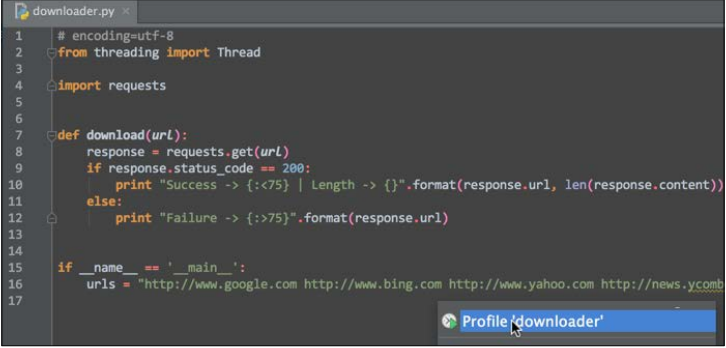 downloader.py
1 # encoding=utf-8
2 from threading import Thread
3
4 import requests
5
6
7 def download(url):
8     response = requests.get(url)
9     if response.status_code == 200:
10         print "Success -> {:<75} | Length -> {}".format(response.url, len(response.content))
11     else:
12         print "Failure -> {:>75}".format(response.url)
13
14
15 if __name__ == '__main__':
16     urls = "http://www.google.com http://www.bing.com http://www.yahoo.com http://news.ycomb
17
Profile 'downloader'